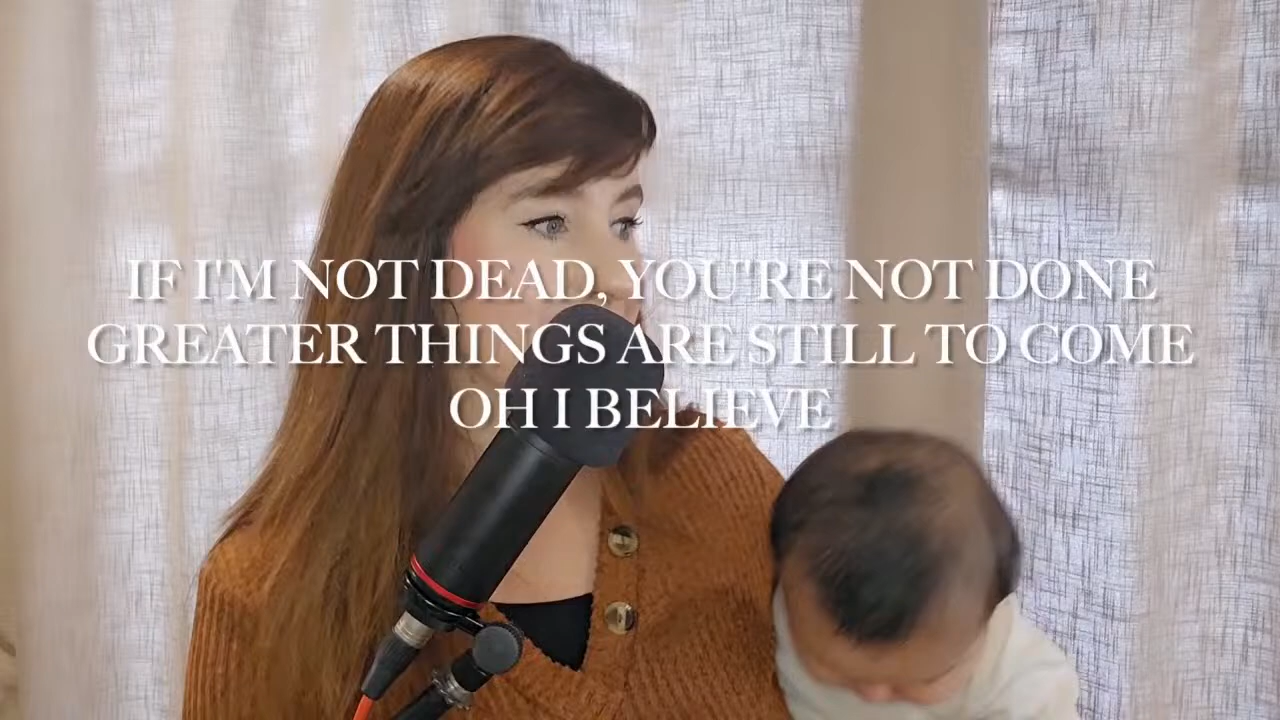 IF I'M NOT DEAD, YOU'RE NOT DONE
GREATER THINGS ARE STILL TO COME
OH I BELIEVE